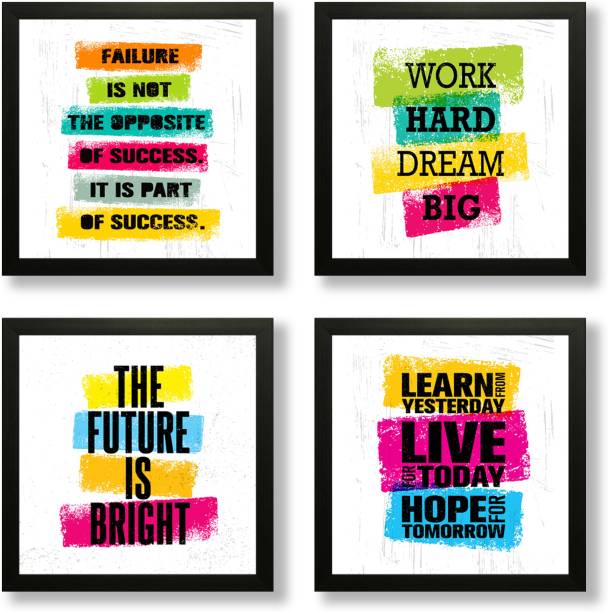 FAILURE
IS NOT
THE OPPOSITE
OF SUCCESS.
IT IS PART
OF SUCCESS.
WORK
HARD
DREAM
BIG
THE
FUTURE
IS
BRIGHT
LEARN FROM
YESTERDAY
LIVE
FOR TODAY
HOPE FOR
TOMORROW